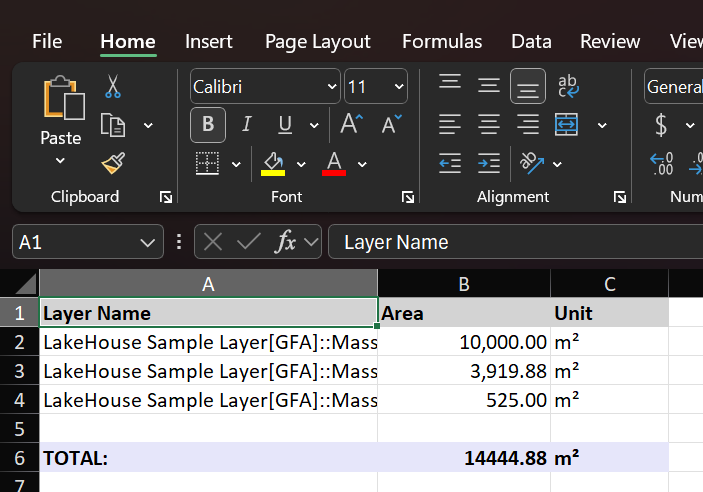 File Home Insert Page Layout Formulas Data Review View
Calibri 11 ab General
Paste B I U A A c $
A .00 .0
Clipboard Font Alignment Num
A1 fx Layer Name
A B C
1 Layer Name Area Unit
2 LakeHouse Sample Layer[GFA]::Mass 10,000.00 m²
3 LakeHouse Sample Layer[GFA]::Mass 3,919.88 m²
4 LakeHouse Sample Layer[GFA]::Mass 525.00 m²
5
6 TOTAL: 14444.88 m²
7